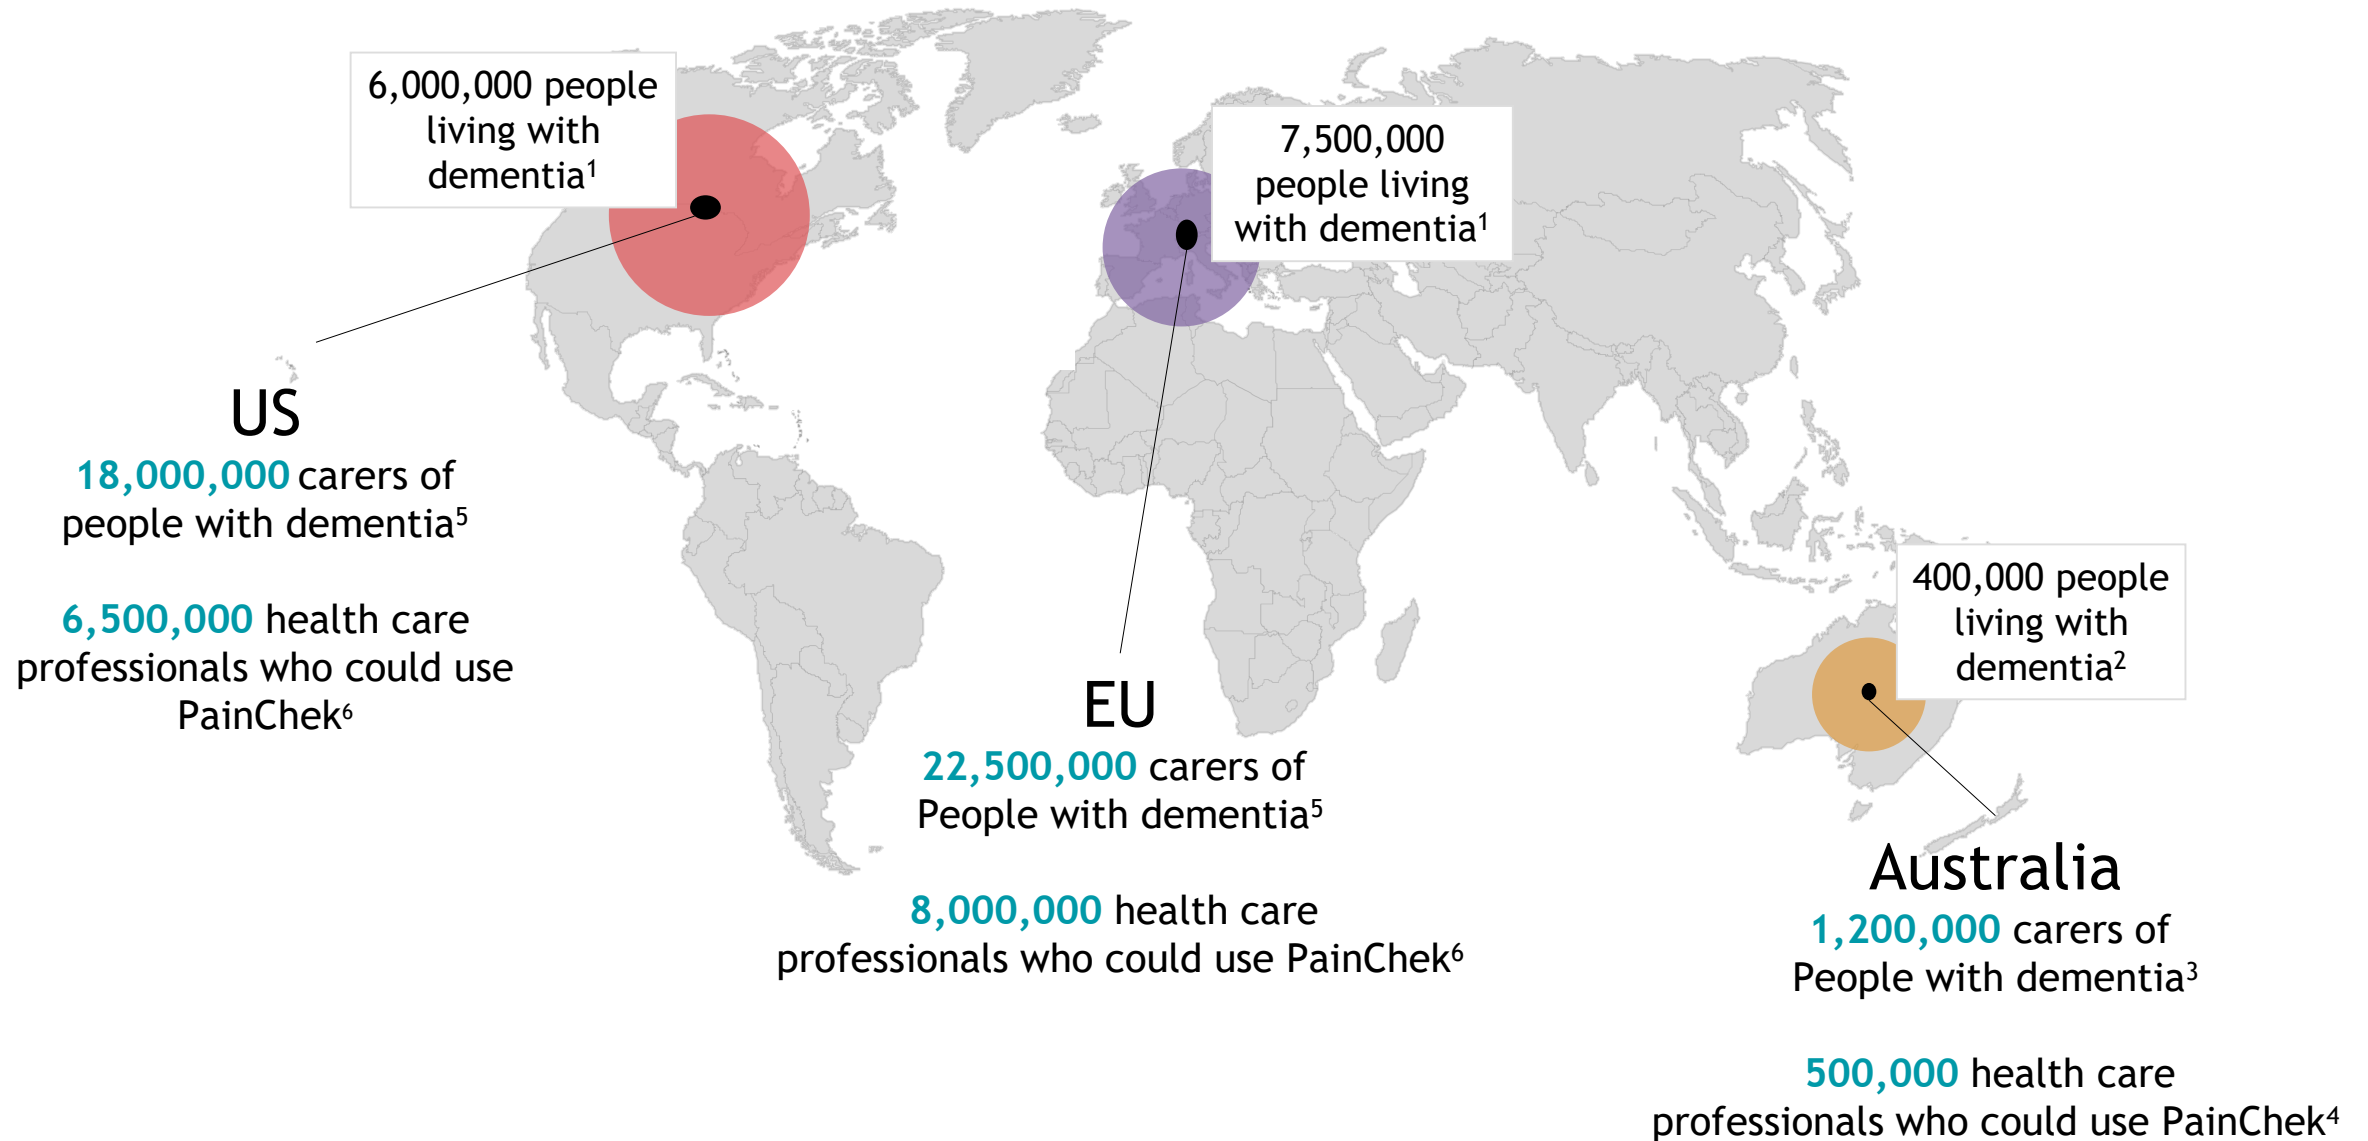 6,000,000 people
living with
dementia¹
7,500,000
people living
with dementia¹
US
18,000,000 carers of
people with dementia⁵
6,500,000 health care
professionals who could use
PainChek⁶
400,000 people
living with
dementia²
EU
22,500,000 carers of
People with dementia⁵
8,000,000 health care
professionals who could use PainChek⁶
Australia
1,200,000 carers of
People with dementia³
500,000 health care
professionals who could use PainChek⁴